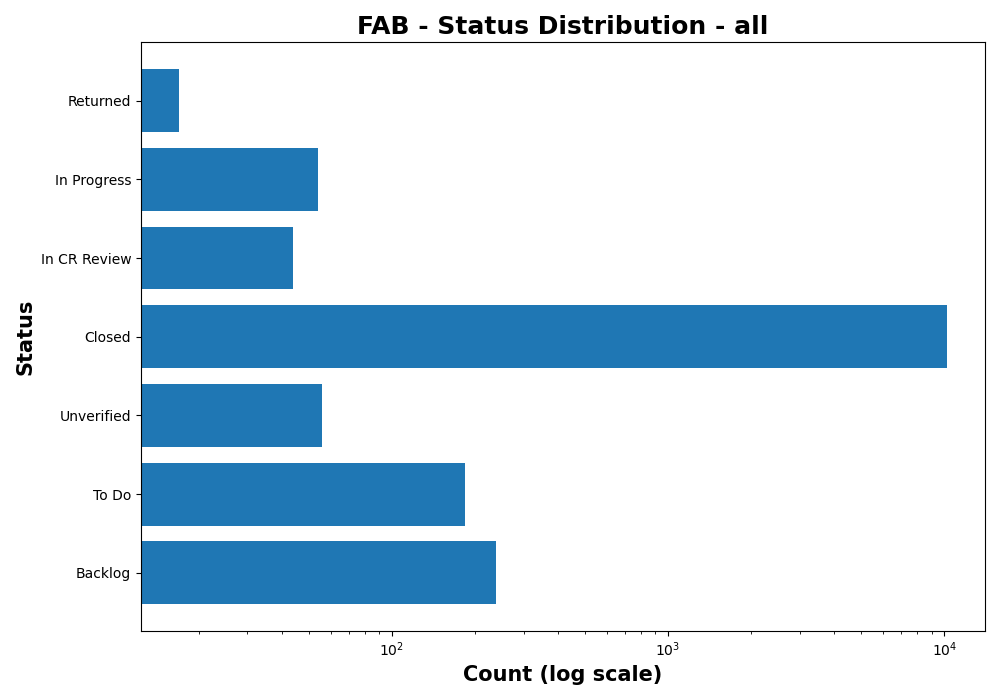 FAB - Status Distribution - all
Returned
In Progress
In CR Review
Closed
Unverified
To Do
Backlog
Status
10²
10³
10⁴
Count (log scale)